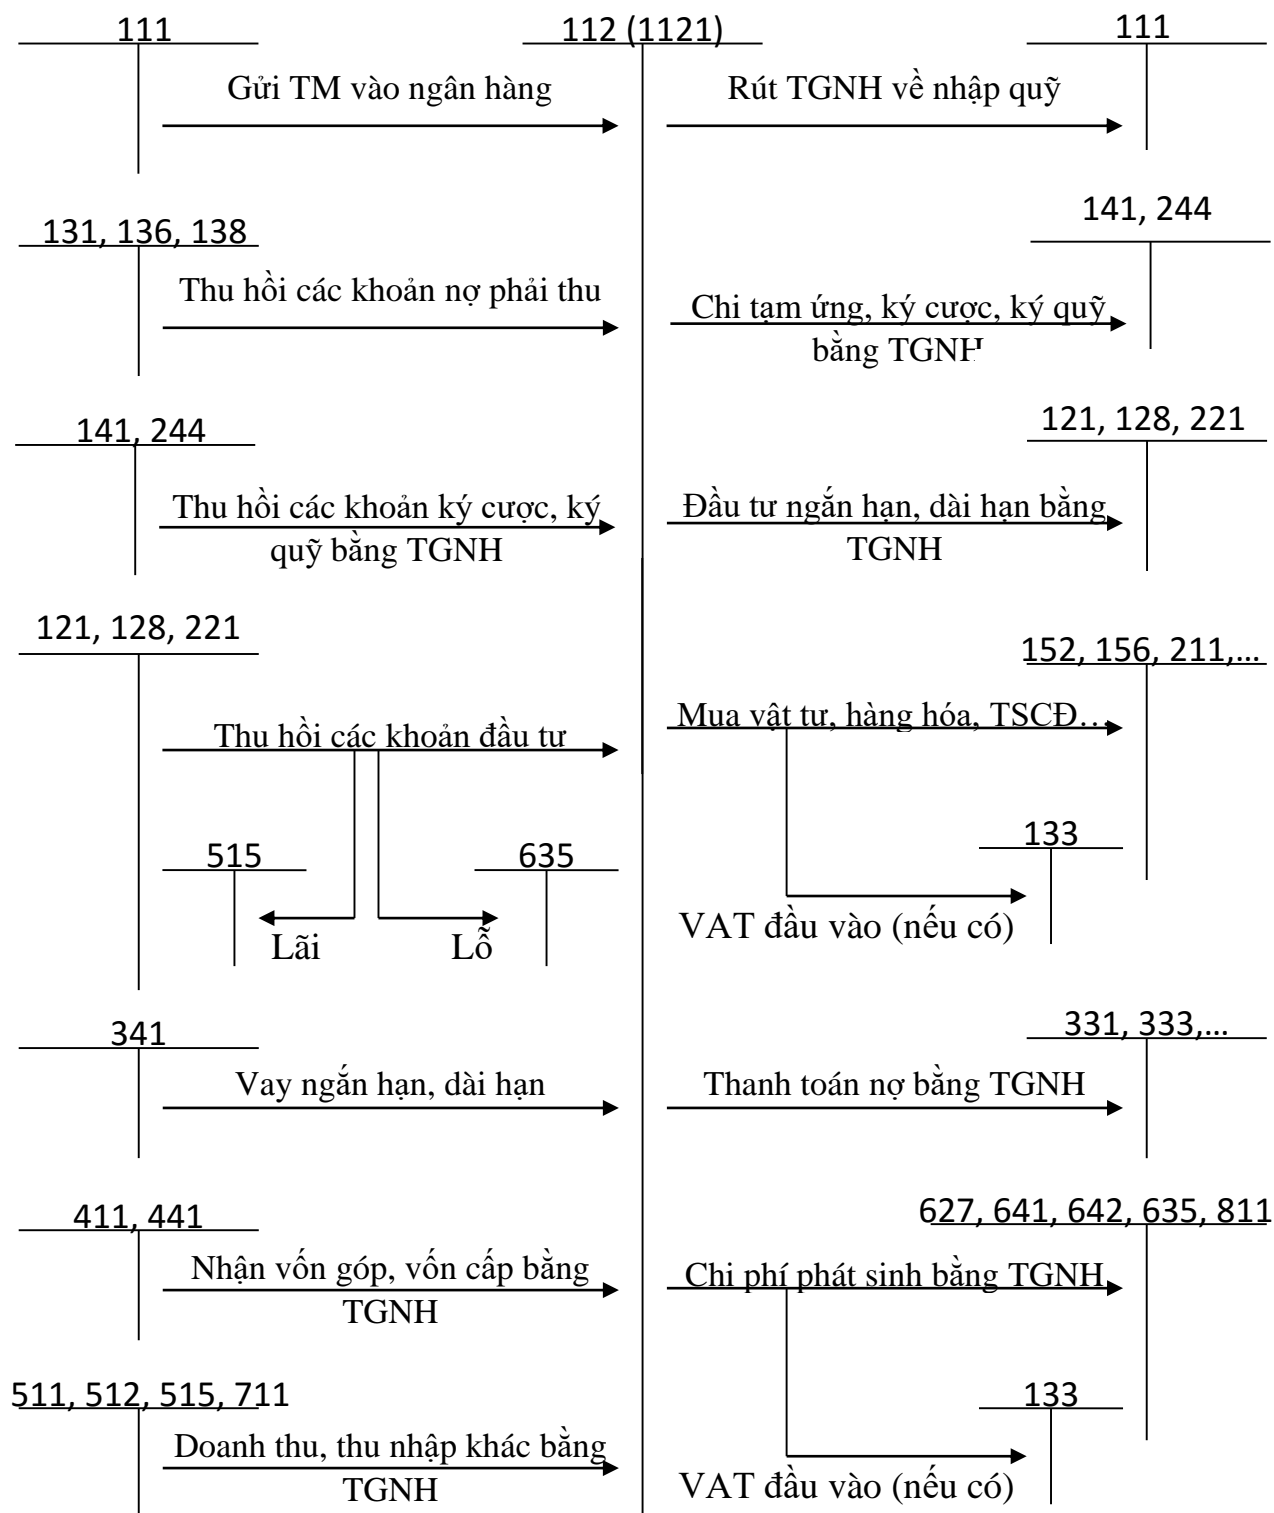 111
112 (1121)
111
Gửi TM vào ngân hàng
Rút TGNH về nhập quỹ
131, 136, 138
141, 244
Thu hồi các khoản nợ phải thu
Chi tạm ứng, ký cược, ký quỹ
bằng TGNH
141, 244
121, 128, 221
Thu hồi các khoản ký cược, ký
quỹ bằng TGNH
Đầu tư ngắn hạn, dài hạn bằng
TGNH
121, 128, 221
152, 156, 211,…
Thu hồi các khoản đầu tư
Mua vật tư, hàng hóa, TSCĐ…
515
635
133
Lãi
Lỗ
VAT đầu vào (nếu có)
341
331, 333,…
Vay ngắn hạn, dài hạn
Thanh toán nợ bằng TGNH
411, 441
627, 641, 642, 635, 811
Nhận vốn góp, vốn cấp bằng
TGNH
Chi phí phát sinh bằng TGNH
511, 512, 515, 711
133
Doanh thu, thu nhập khác bằng
TGNH
VAT đầu vào (nếu có)